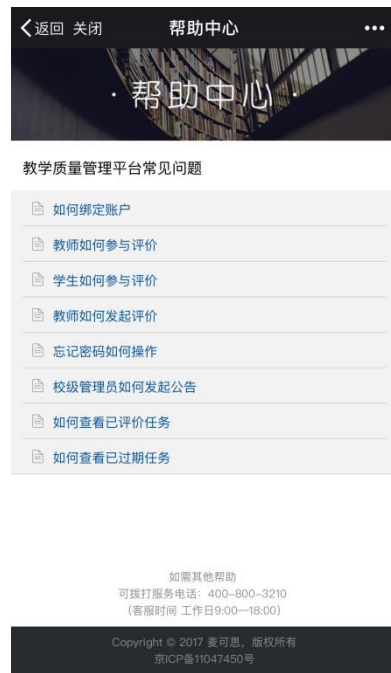 返回 关闭 帮助中心
·帮助中心·
教学质量管理平台常见问题
如何绑定账户
教师如何参与评价
学生如何参与评价
教师如何发起评价
忘记密码如何操作
校级管理员如何发起公告
如何查看已评价任务
如何查看已过期任务
如需其他帮助
可拨打服务电话：400-800-3210
(客服时间 工作日9:00—18:00)
Copyright © 2017 麦可思，版权所有
京ICP备11047450号